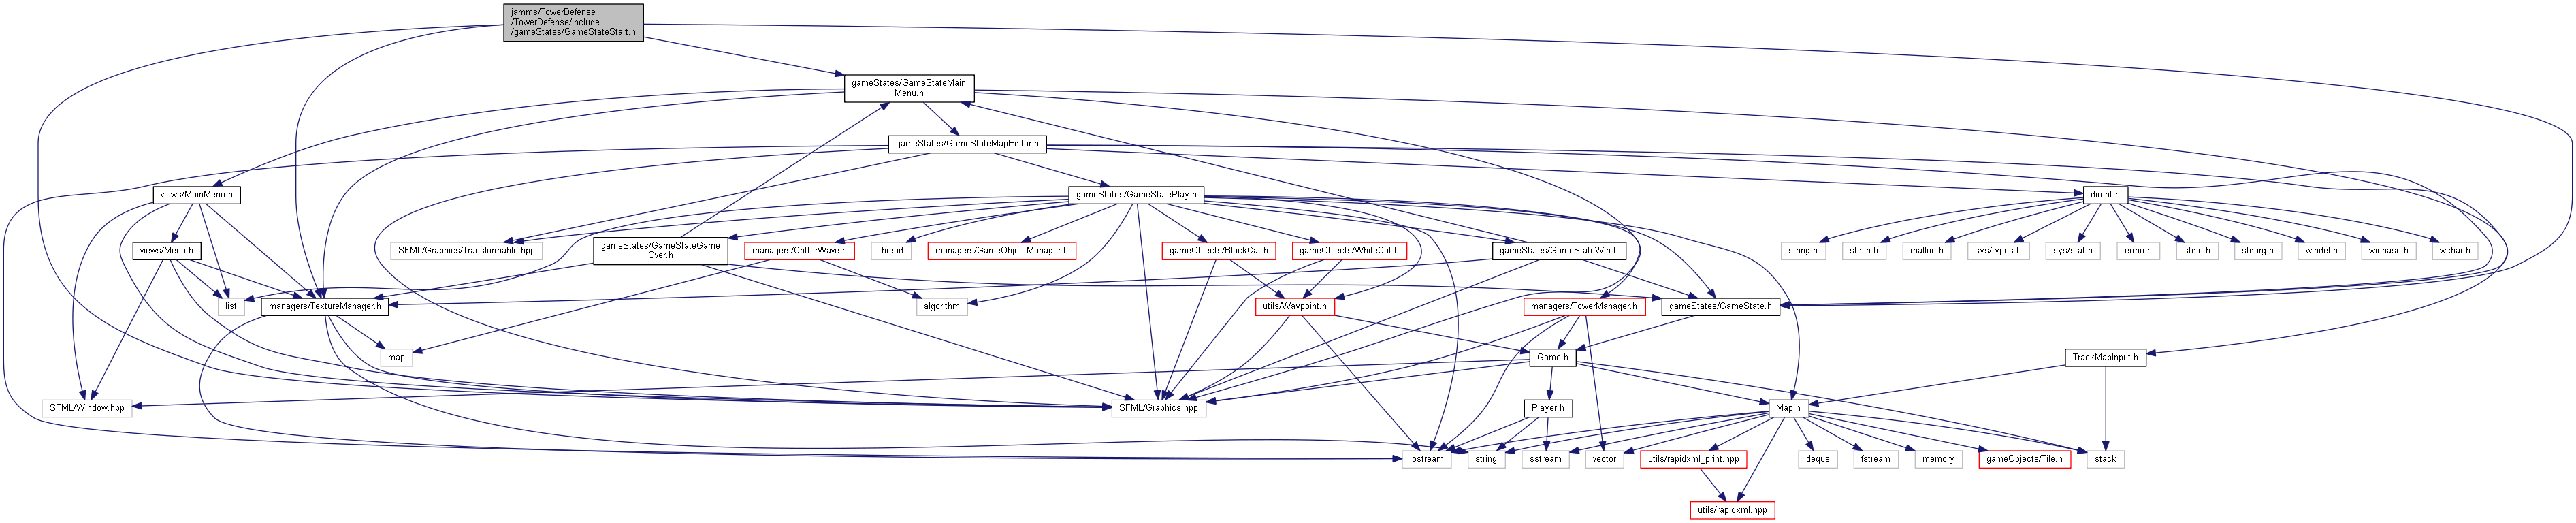 jamms/TowerDefense
/TowerDefense/include
/gameStates/GameStateStart.h
gameStates/GameStateMain
Menu.h
gameStates/GameStateMapEditor.h
views/MainMenu.h
gameStates/GameStatePlay.h
dirent.h
views/Menu.h
SFML/Graphics/Transformable.hpp
gameStates/GameStateGame
Over.h
managers/CritterWave.h
thread
managers/GameObjectManager.h
gameObjects/BlackCat.h
gameObjects/WhiteCat.h
gameStates/GameStateWin.h
string.h
stdlib.h
malloc.h
sys/types.h
sys/stat.h
errno.h
stdio.h
stdarg.h
windef.h
winbase.h
wchar.h
list
managers/TextureManager.h
algorithm
utils/Waypoint.h
managers/TowerManager.h
gameStates/GameState.h
map
Game.h
TrackMapInput.h
SFML/Window.hpp
SFML/Graphics.hpp
Player.h
Map.h
iostream
string
sstream
vector
utils/rapidxml_print.hpp
deque
fstream
memory
gameObjects/Tile.h
stack
utils/rapidxml.hpp